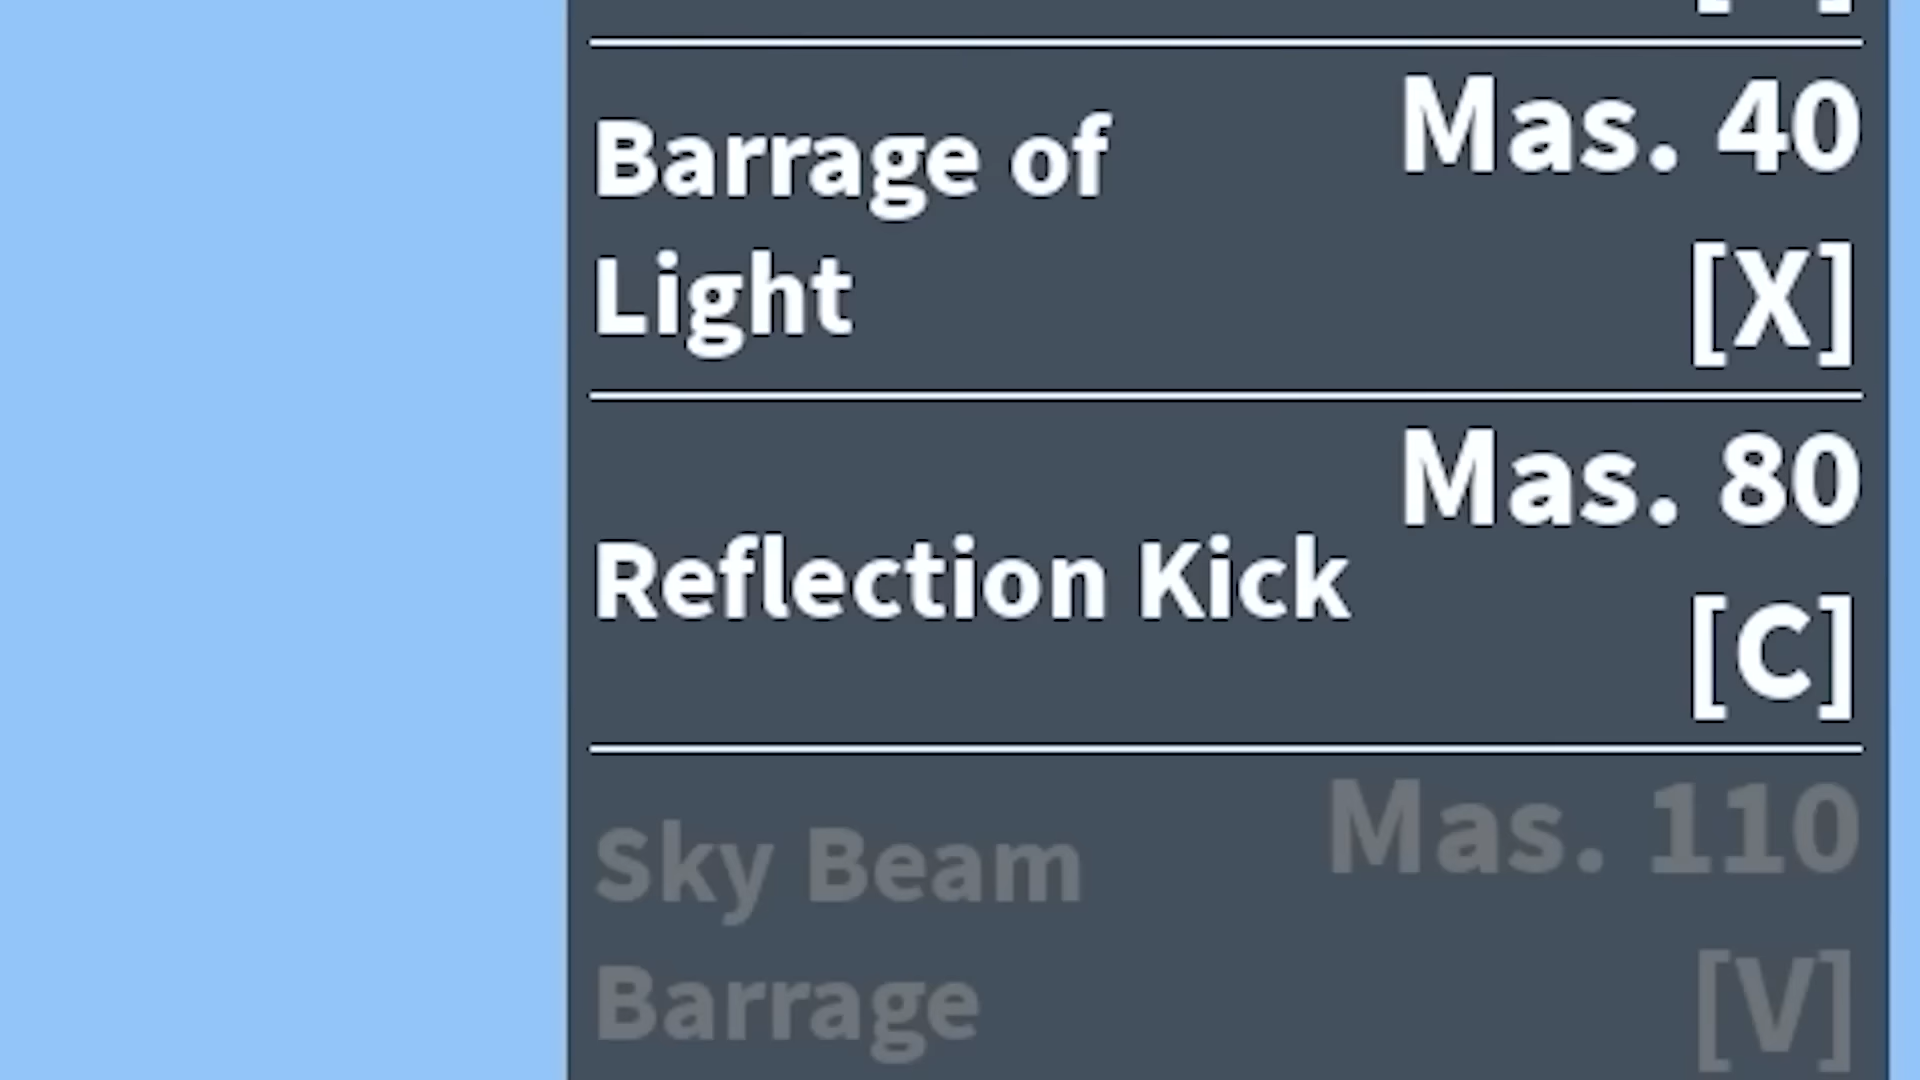 Mas. 40
Barrage of
Light
[X]
Mas. 80
Reflection Kick
[C]
Mas. 110
Sky Beam
Barrage
[V]